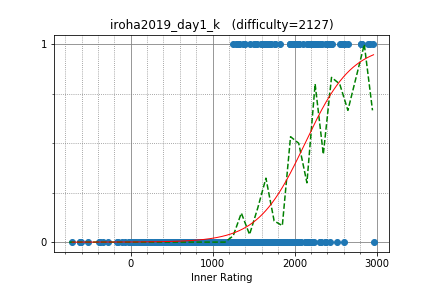 iroha2019_day1_k (difficulty=2127)
1
0
0 1000 2000 3000
Inner Rating